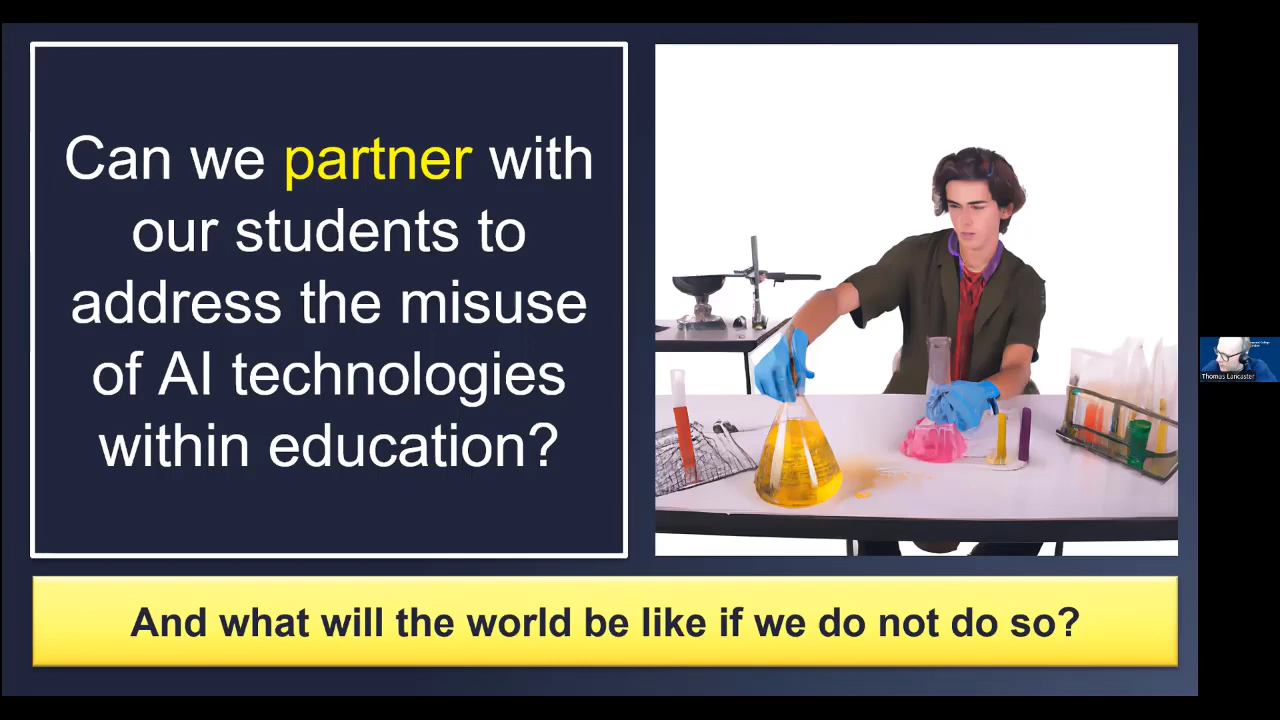 Can we partner with
our students to
address the misuse
of AI technologies
within education?
And what will the world be like if we do not do so?
Thomas Lancaster